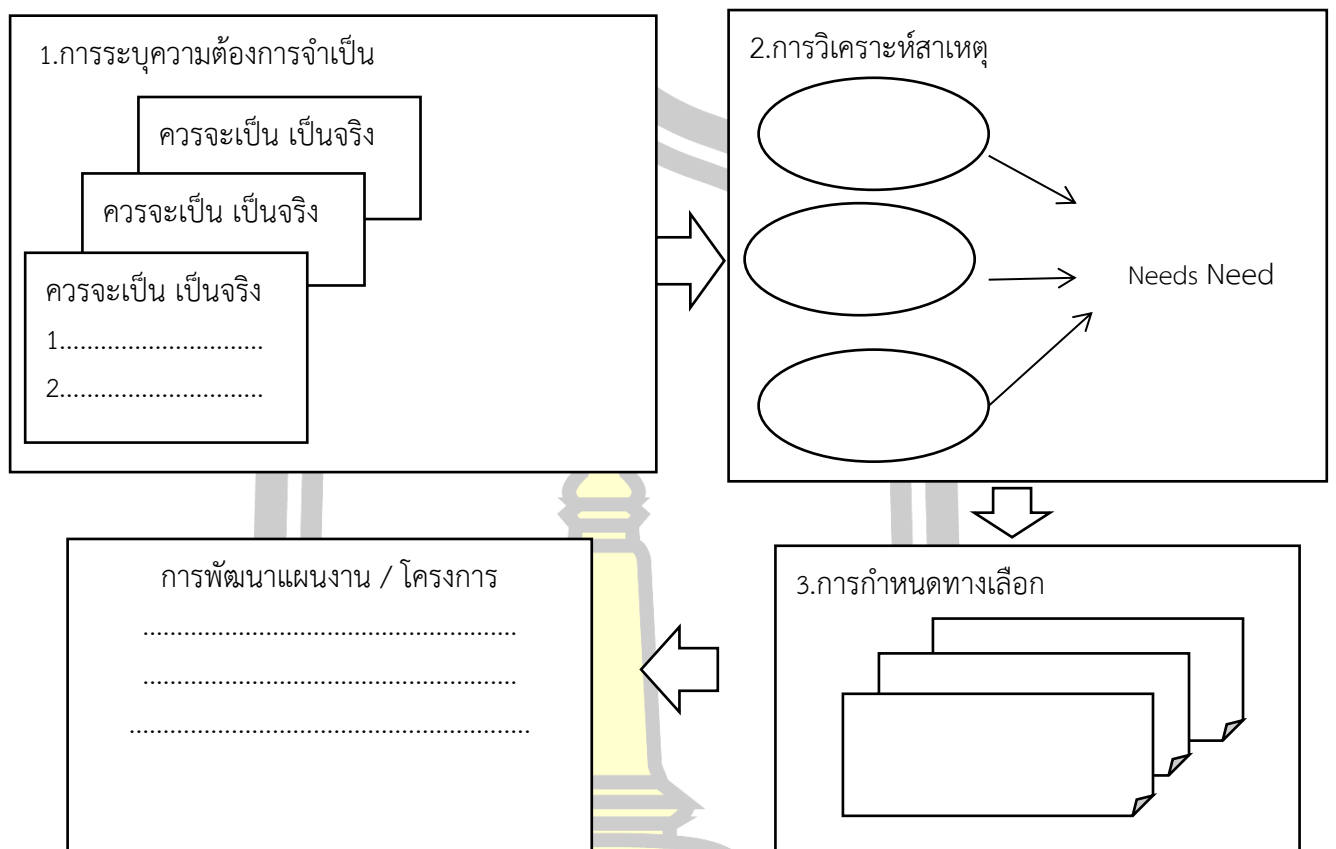 1.การระบุความต้องการจำเป็น
ควรจะเป็น เป็นจริง
ควรจะเป็น เป็นจริง
ควรจะเป็น เป็นจริง
1..............................
2..............................
2.การวิเคราะห์สาเหตุ
Needs Need
3.การกำหนดทางเลือก
การพัฒนาแผนงาน / โครงการ
.......................................................
.......................................................
...........................................................